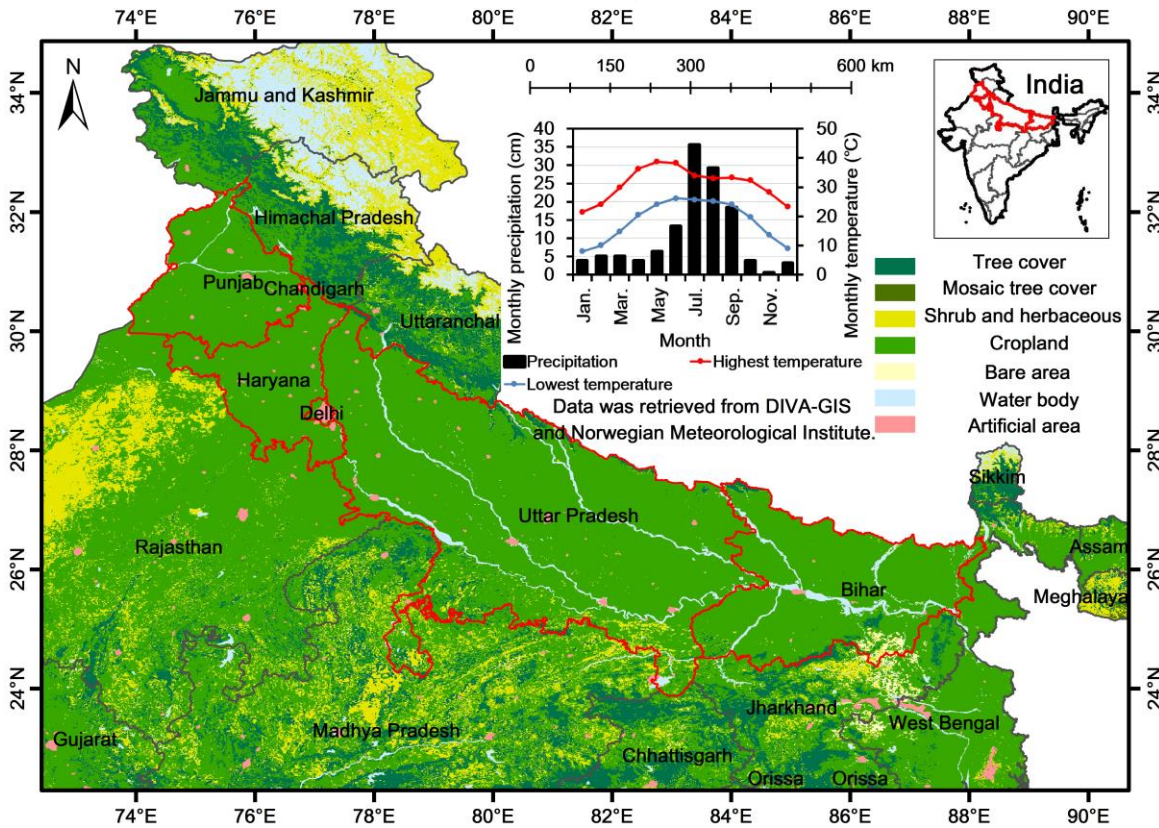 74°E 76°E 78°E 80°E 82°E 84°E 86°E 88°E 90°E
N
0 150 300 600 km
India
34°N
34°N
32°N
32°N
30°N
30°N
28°N
28°N
26°N
26°N
24°N
24°N
Jammu and Kashmir
Himachal Pradesh
Punjab
Chandigarh
Uttaranchal
Haryana
Delhi
Rajasthan
Uttar Pradesh
Bihar
Sikkim
Assam
Meghalaya
Gujarat
Madhya Pradesh
Jharkhand
West Bengal
Chhattisgarh
Orissa
Orissa
Monthly precipitation (cm)
40
35
30
25
20
15
10
5
0
50
40
30
20
10
0
Monthly temperature (°C)
Jan. Mar. May Jul. Sep. Nov.
Month
Precipitation
Highest temperature
Lowest temperature
Data was retrieved from DIVA-GIS
and Norwegian Meteorological Institute.
Tree cover
Mosaic tree cover
Shrub and herbaceous
Cropland
Bare area
Water body
Artificial area
74°E 76°E 78°E 80°E 82°E 84°E 86°E 88°E 90°E